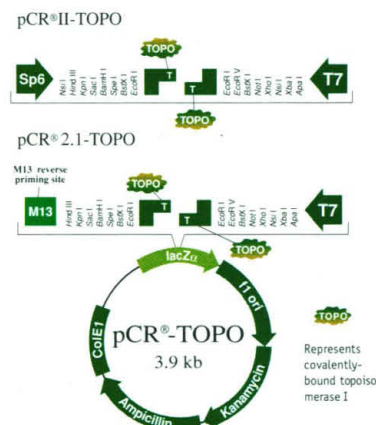 pCR®II-TOPO
TOPO
Sp6
Nsi I
Hind III
Kpn I
Sac I
BamH I
Spe I
BstX I
EcoR I
T
T
EcoR I
EcoR V
BstX I
Not I
Xho I
Nsi I
Xba I
Apa I
T7
TOPO
pCR®2.1-TOPO
M13 reverse
priming site
TOPO
M13
Hind III
Kpn I
Sac I
BamH I
Spe I
BstX I
EcoR I
T
T
EcoR I
EcoR V
BstX I
Not I
Xho I
Nsi I
Xba I
Apa I
T7
TOPO
lacZα
f1 ori
ColE1
pCR®-TOPO
3.9 kb
Kanamycin
Ampicillin
TOPO
Represents
covalently-
bound topoiso
merase I